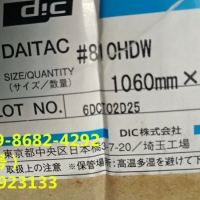 dic
DAITAC #810HDW
SIZE/QUANTITY 1060mm×
(サイズ/数量)
LOT NO. 6DCT02D25
9-8682-4292
DIC株式会社
東京都中央区日本橋3-7-20/埼玉工場
取扱上の注意 ※保管場所:高温多湿を避けて下
923133